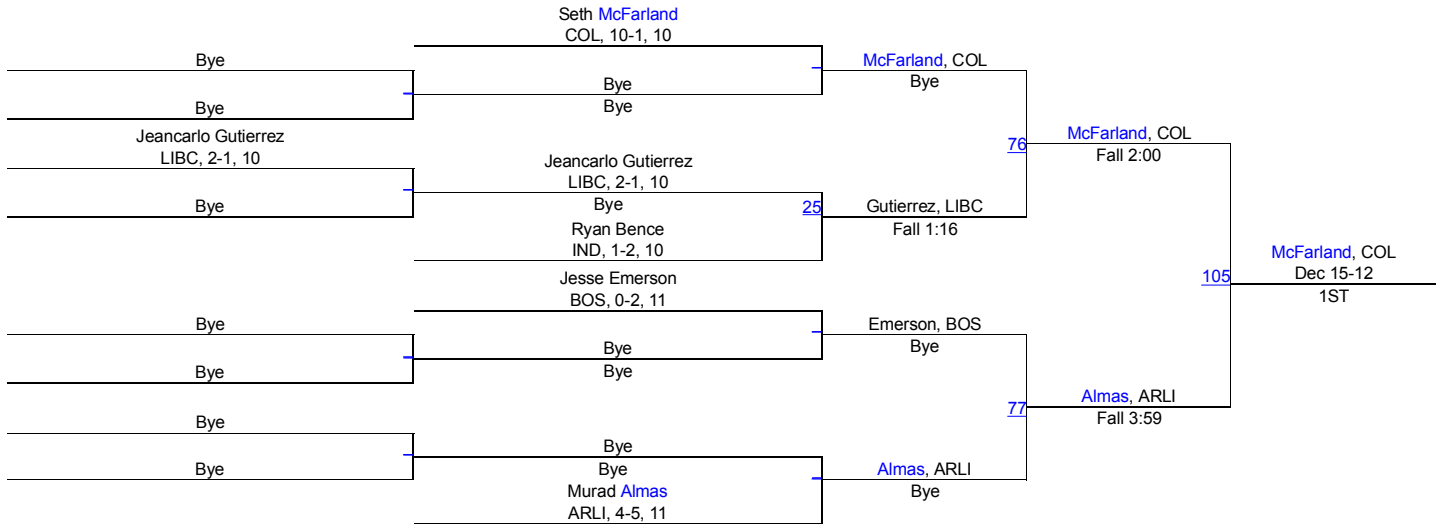 Seth McFarland
COL, 10-1, 10
Bye
McFarland, COL
Bye
Bye
Bye
Bye
Jeancarlo Gutierrez
LIBC, 2-1, 10
McFarland, COL
76
Fall 2:00
Jeancarlo Gutierrez
LIBC, 2-1, 10
Bye
Bye
25
Gutierrez, LIBC
Fall 1:16
Ryan Bence
IND, 1-2, 10
McFarland, COL
Dec 15-12
105
1ST
Jesse Emerson
BOS, 0-2, 11
Bye
Emerson, BOS
Bye
Bye
Bye
Bye
Almas, ARLI
77
Fall 3:59
Bye
Bye
Bye
Bye
Almas, ARLI
Bye
Murad Almas
ARLI, 4-5, 11